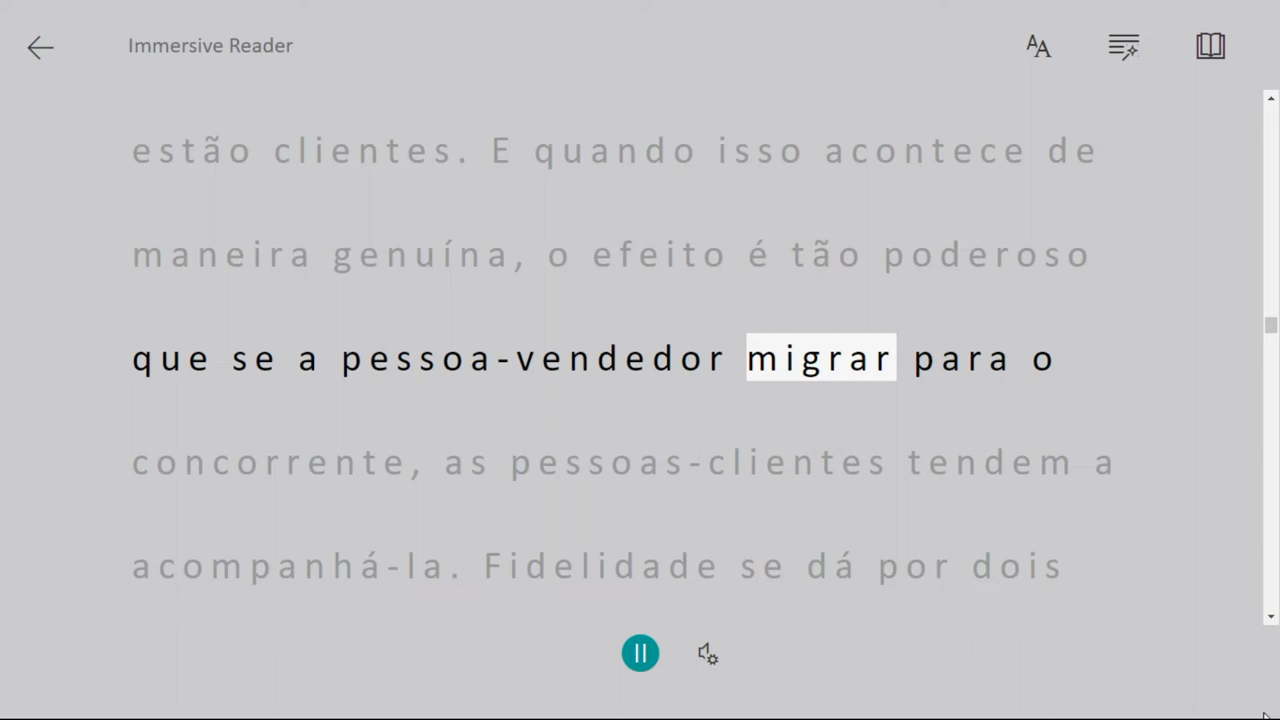 Immersive Reader
estão clientes. E quando isso acontece de
maneira genuína, o efeito é tão poderoso
que se a pessoa-vendedor migrar para o
concorrente, as pessoas-clientes tendem a
acompanhá-la. Fidelidade se dá por dois